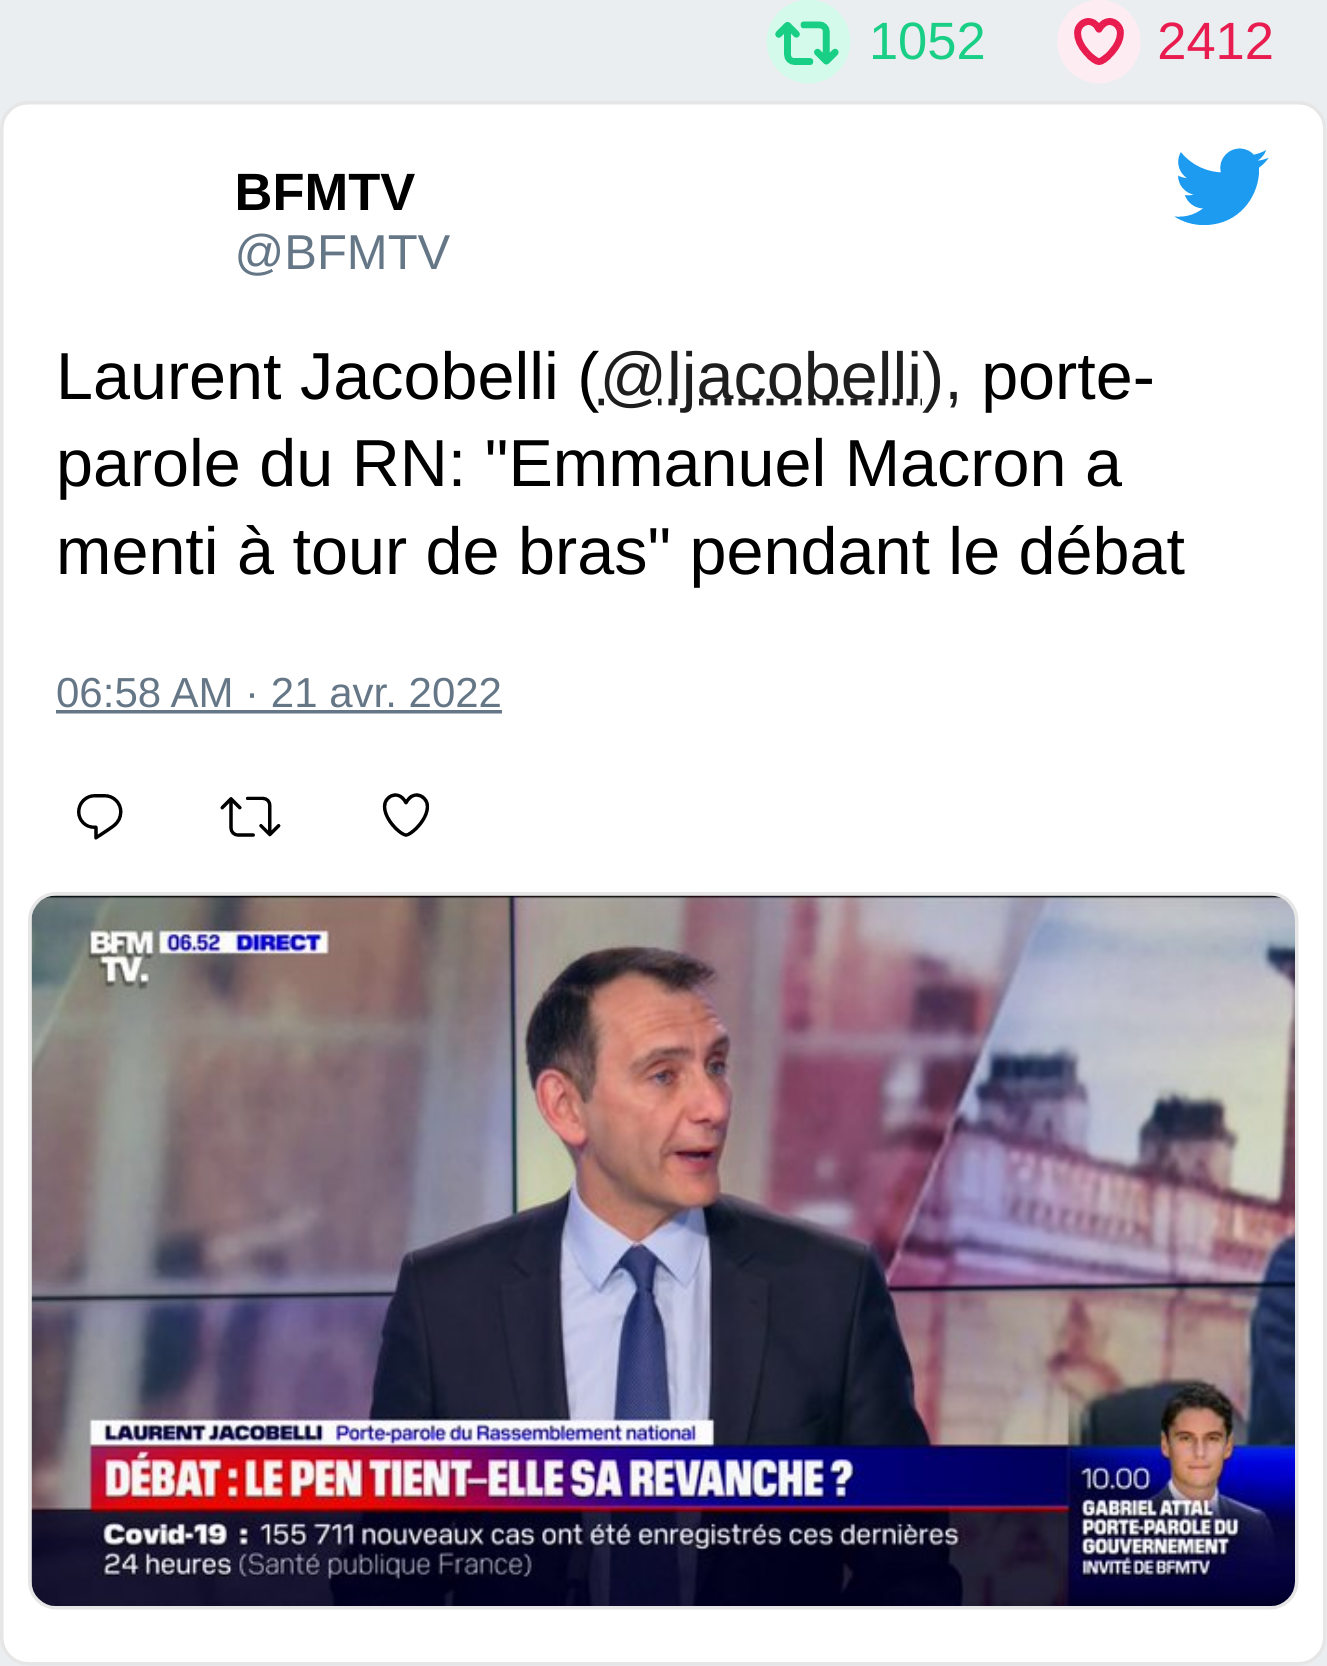 1052 2412
BFMTV
@BFMTV
Laurent Jacobelli (@ljacobelli), porte-
parole du RN: "Emmanuel Macron a
menti à tour de bras" pendant le débat
06:58 AM · 21 avr. 2022
BFM TV. 06.52 DIRECT
LAURENT JACOBELLI Porte-parole du Rassemblement national
DÉBAT : LE PEN TIENT-ELLE SA REVANCHE ?
Covid-19 : 155 711 nouveaux cas ont été enregistrés ces dernières
24 heures (Santé publique France)
10.00
GABRIEL ATTAL
PORTE-PAROLE DU
GOUVERNEMENT
INVITÉ DE BFMTV